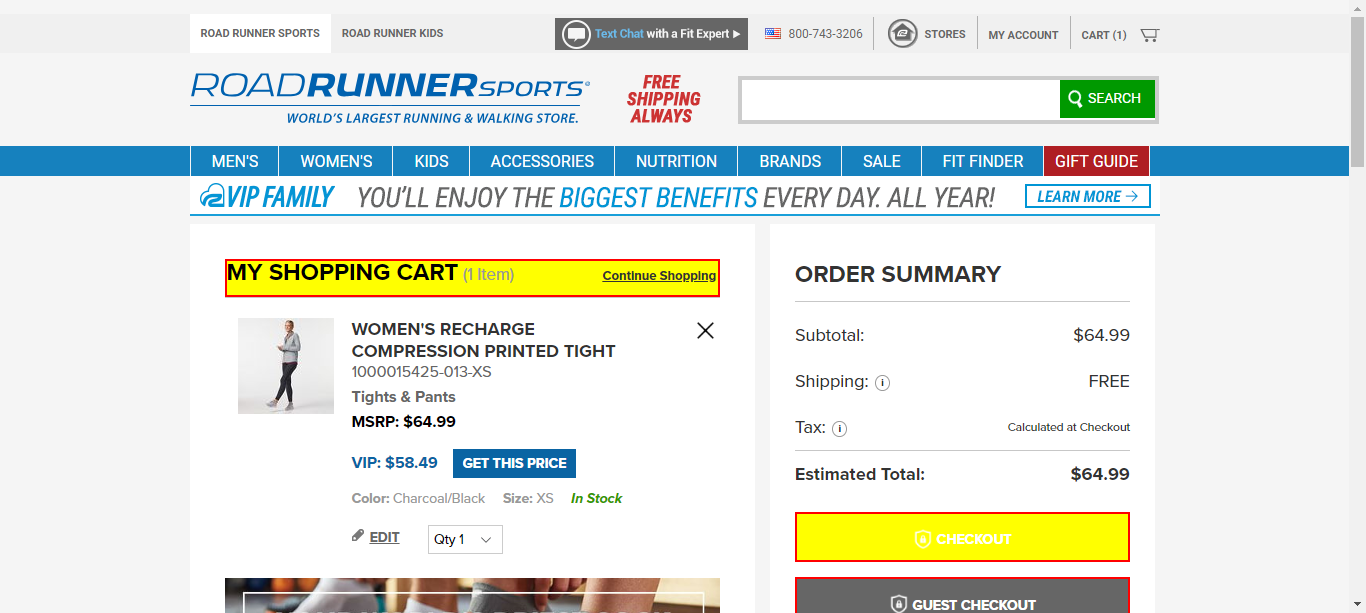 ROAD RUNNER SPORTS
ROAD RUNNER KIDS
Text Chat with a Fit Expert ▶
800-743-3206
STORES
MY ACCOUNT
CART (1)
ROADRUNNERSPORTS®
WORLD'S LARGEST RUNNING & WALKING STORE.
FREE
SHIPPING
ALWAYS
SEARCH
MEN'S
WOMEN'S
KIDS
ACCESSORIES
NUTRITION
BRANDS
SALE
FIT FINDER
GIFT GUIDE
VIP FAMILY
YOU'LL ENJOY THE BIGGEST BENEFITS EVERY DAY. ALL YEAR!
LEARN MORE →
MY SHOPPING CART (1 Item)
Continue Shopping
WOMEN'S RECHARGE
COMPRESSION PRINTED TIGHT
1000015425-013-XS
Tights & Pants
MSRP: $64.99
VIP: $58.49
GET THIS PRICE
Color: Charcoal/Black Size: XS In Stock
EDIT
Qty 1
ORDER SUMMARY
Subtotal: $64.99
Shipping: i FREE
Tax: i Calculated at Checkout
Estimated Total: $64.99
CHECKOUT
GUEST CHECKOUT